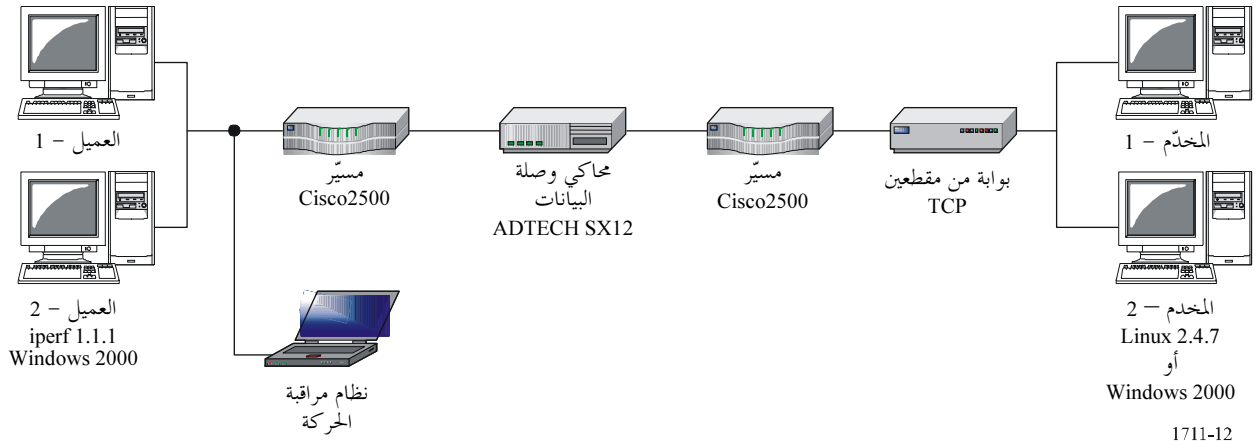 العميل – 1
مسيّر
Cisco2500
محاكي وصلة
البيانات
ADTECH SX12
مسيّر
Cisco2500
بوابة من مقطعين
TCP
المخدّم – 1
العميل – 2
iperf 1.1.1
Windows 2000
نظام مراقبة
الحركة
المخدم – 2
Linux 2.4.7
أو
Windows 2000
1711-12